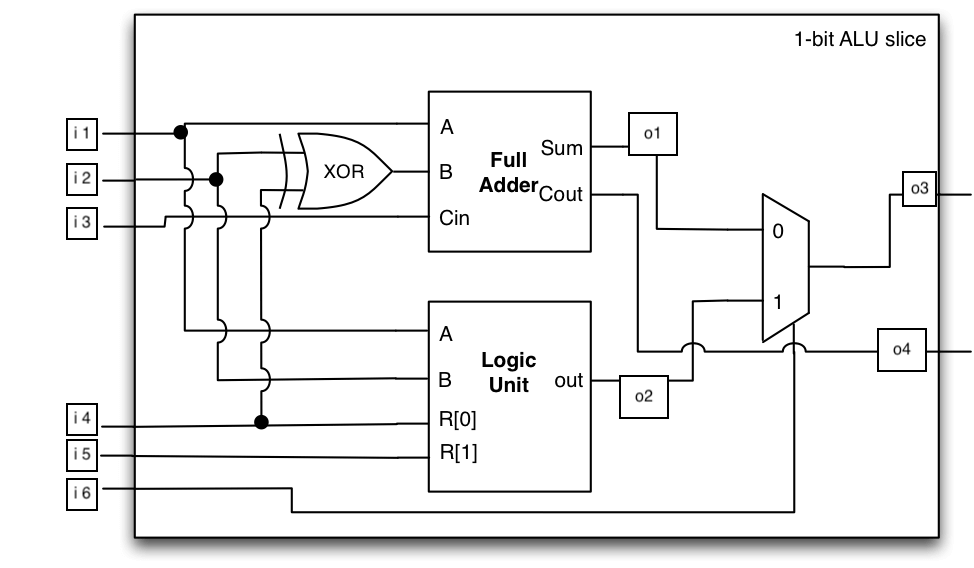 1-bit ALU slice
i 1
i 2
i 3
XOR
A
B
Cin
Full
Adder
Sum
Cout
o1
0
1
o3
o4
A
B
R[0]
R[1]
Logic
Unit
out
o2
i 4
i 5
i 6